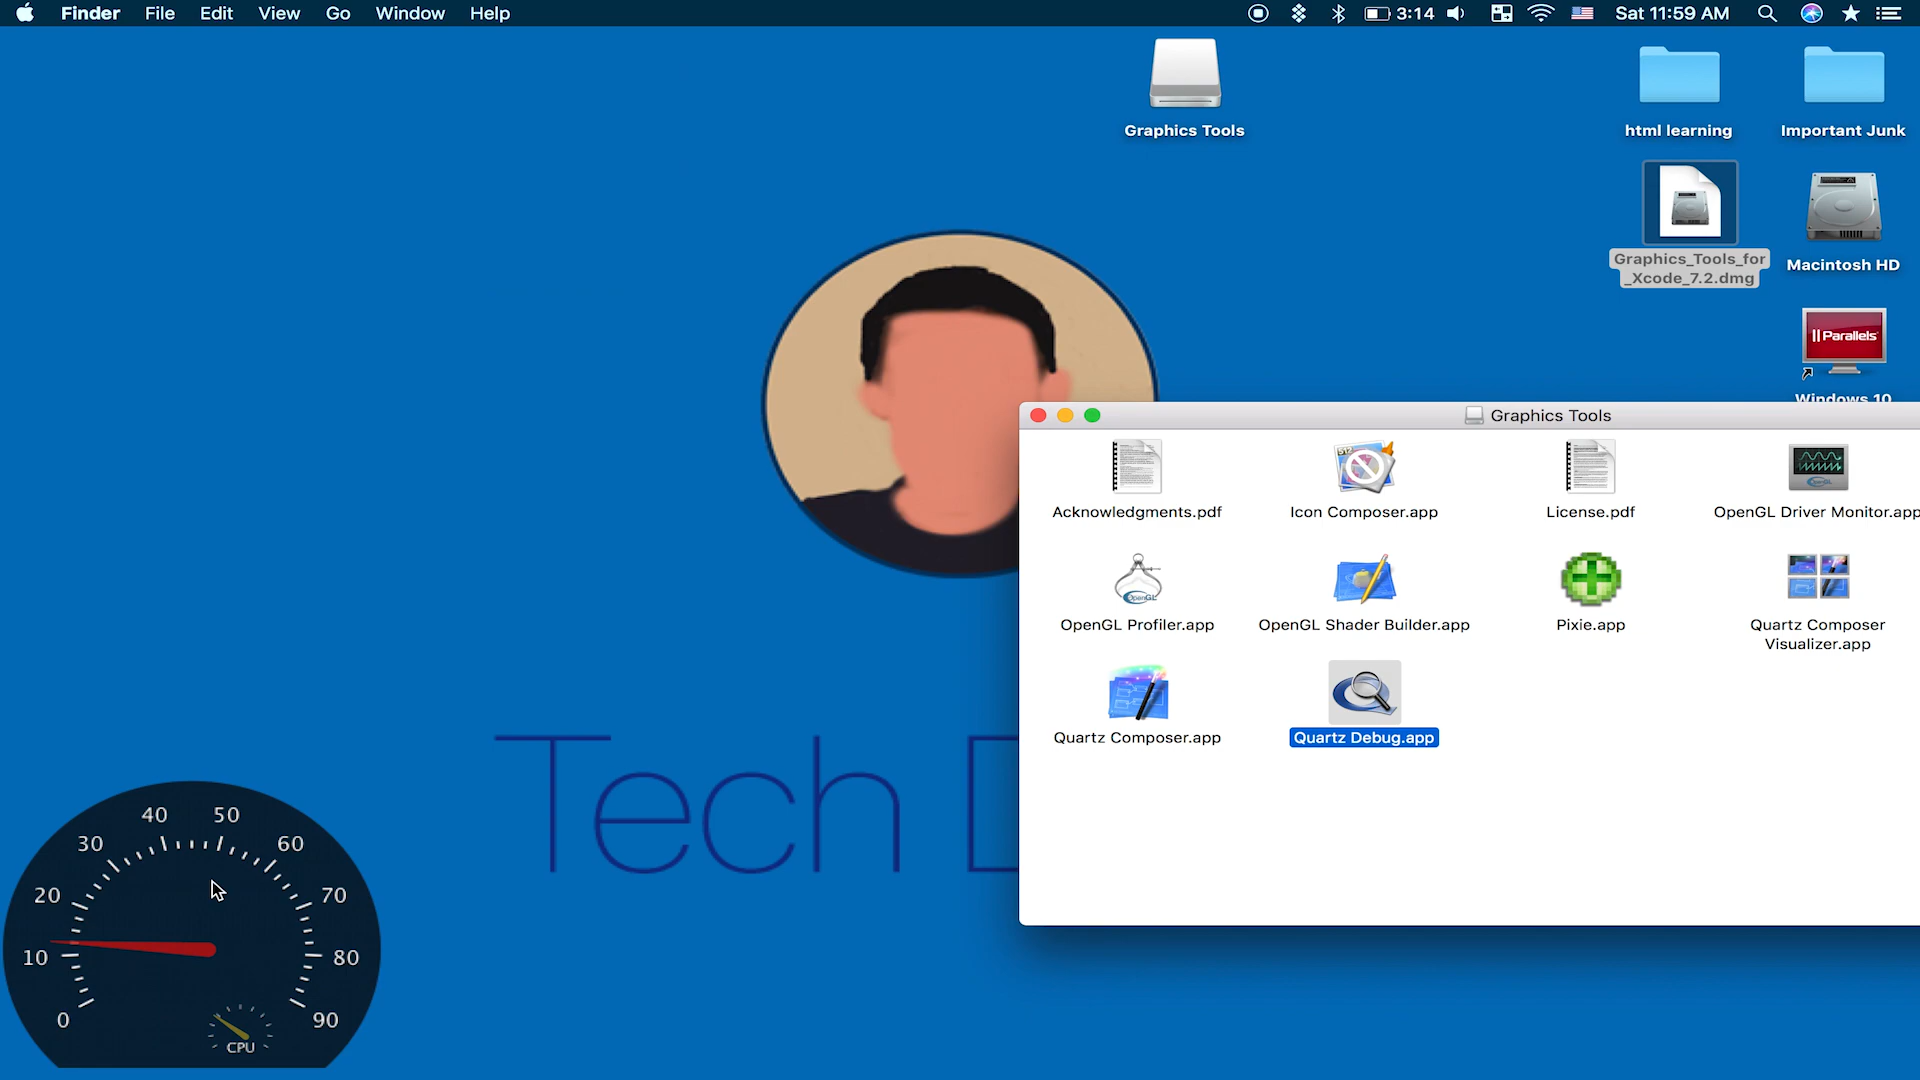 Finder File Edit View Go Window Help 3:14 Sat 11:59 AM
Graphics Tools
html learning
Important Junk
Graphics_Tools_for
_Xcode_7.2.dmg
Macintosh HD
Parallels
Windows 10
Graphics Tools
Acknowledgments.pdf
Icon Composer.app
License.pdf
OpenGL Driver Monitor.app
OpenGL Profiler.app
OpenGL Shader Builder.app
Pixie.app
Quartz Composer
Visualizer.app
Quartz Composer.app
Quartz Debug.app
Tech
0
10
20
30
40
50
60
70
80
90
CPU